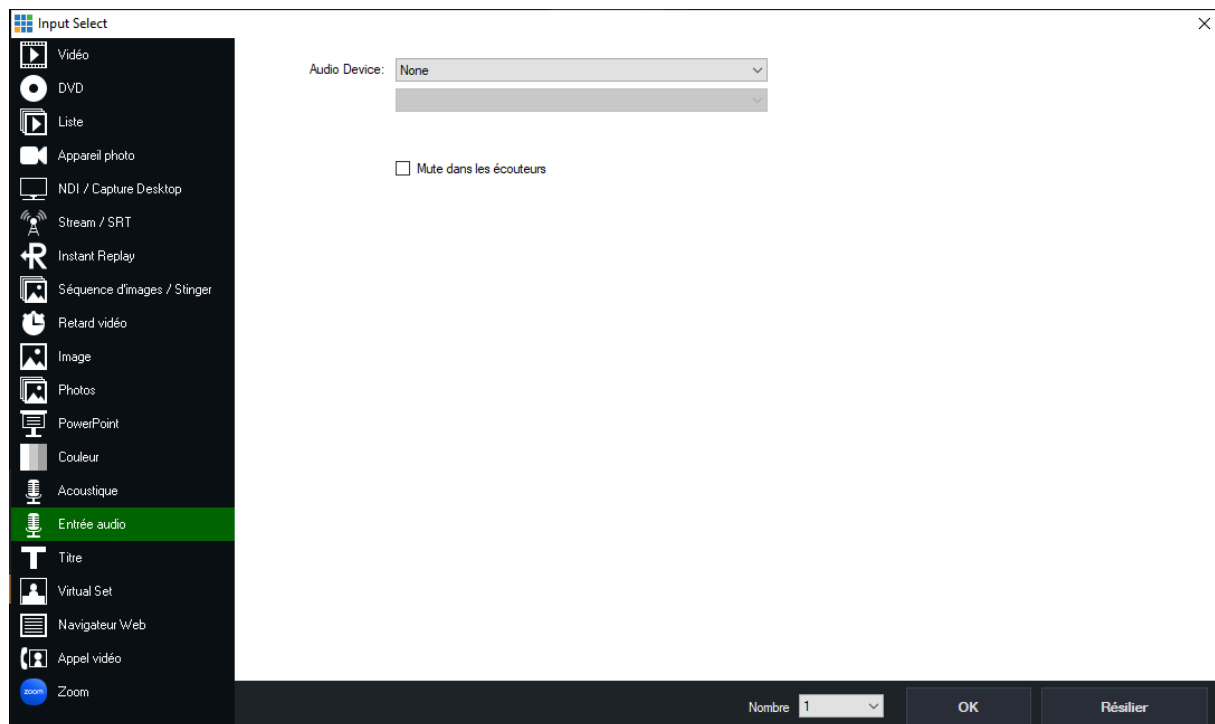 Input Select
Vidéo
DVD
Liste
Appareil photo
NDI / Capture Desktop
Stream / SRT
Instant Replay
Séquence d'images / Stinger
Retard vidéo
Image
Photos
PowerPoint
Couleur
Acoustique
Entrée audio
Titre
Virtual Set
Navigateur Web
Appel vidéo
zoom Zoom
Audio Device: None
Mute dans les écouteurs
Nombre 1 OK Résilier